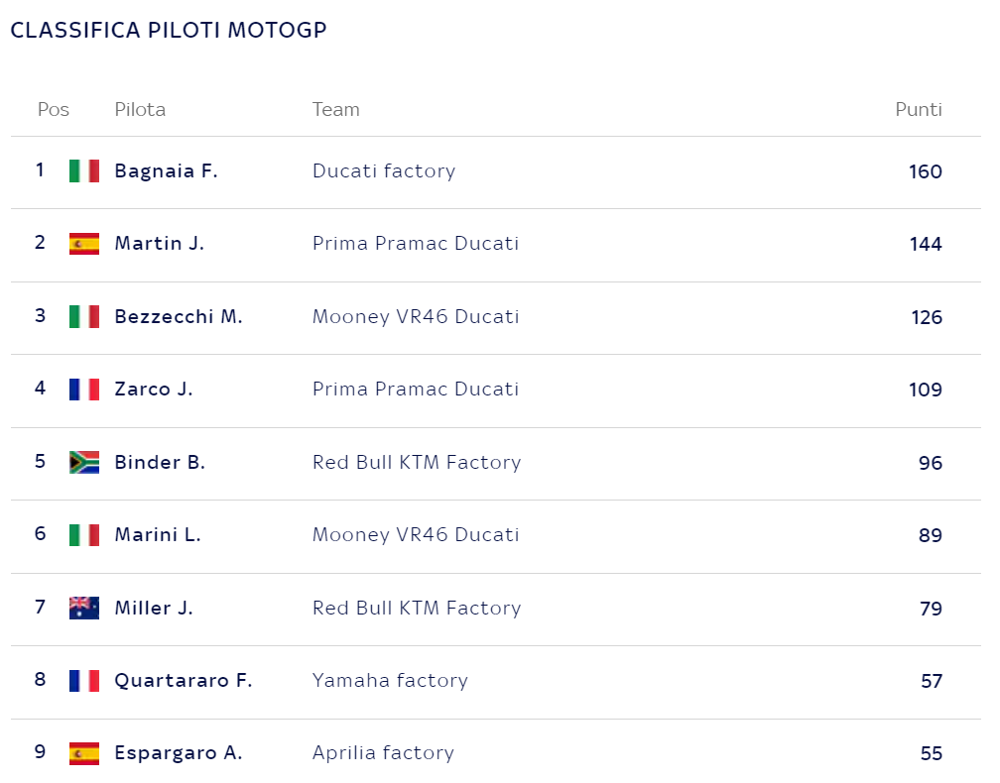 CLASSIFICA PILOTI MOTOGP
Pos Pilota Team Punti
1 Bagnaia F. Ducati factory 160
2 Martin J. Prima Pramac Ducati 144
3 Bezzecchi M. Mooney VR46 Ducati 126
4 Zarco J. Prima Pramac Ducati 109
5 Binder B. Red Bull KTM Factory 96
6 Marini L. Mooney VR46 Ducati 89
7 Miller J. Red Bull KTM Factory 79
8 Quartararo F. Yamaha factory 57
9 Espargaro A. Aprilia factory 55